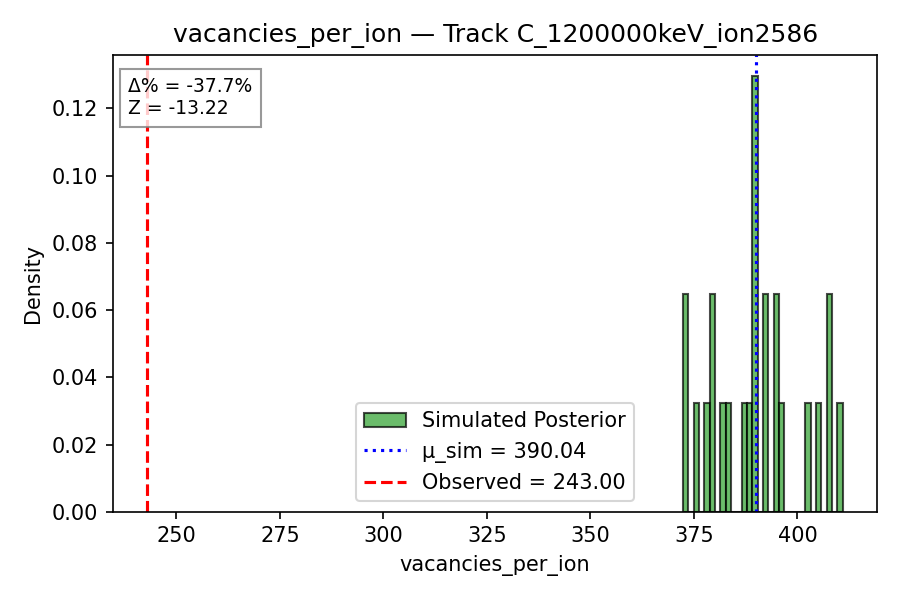 vacancies_per_ion — Track C_1200000keV_ion2586
Δ% = -37.7%
Z = -13.22
Density
0.12
0.10
0.08
0.06
0.04
0.02
0.00
Simulated Posterior
μ_sim = 390.04
Observed = 243.00
250 275 300 325 350 375 400
vacancies_per_ion